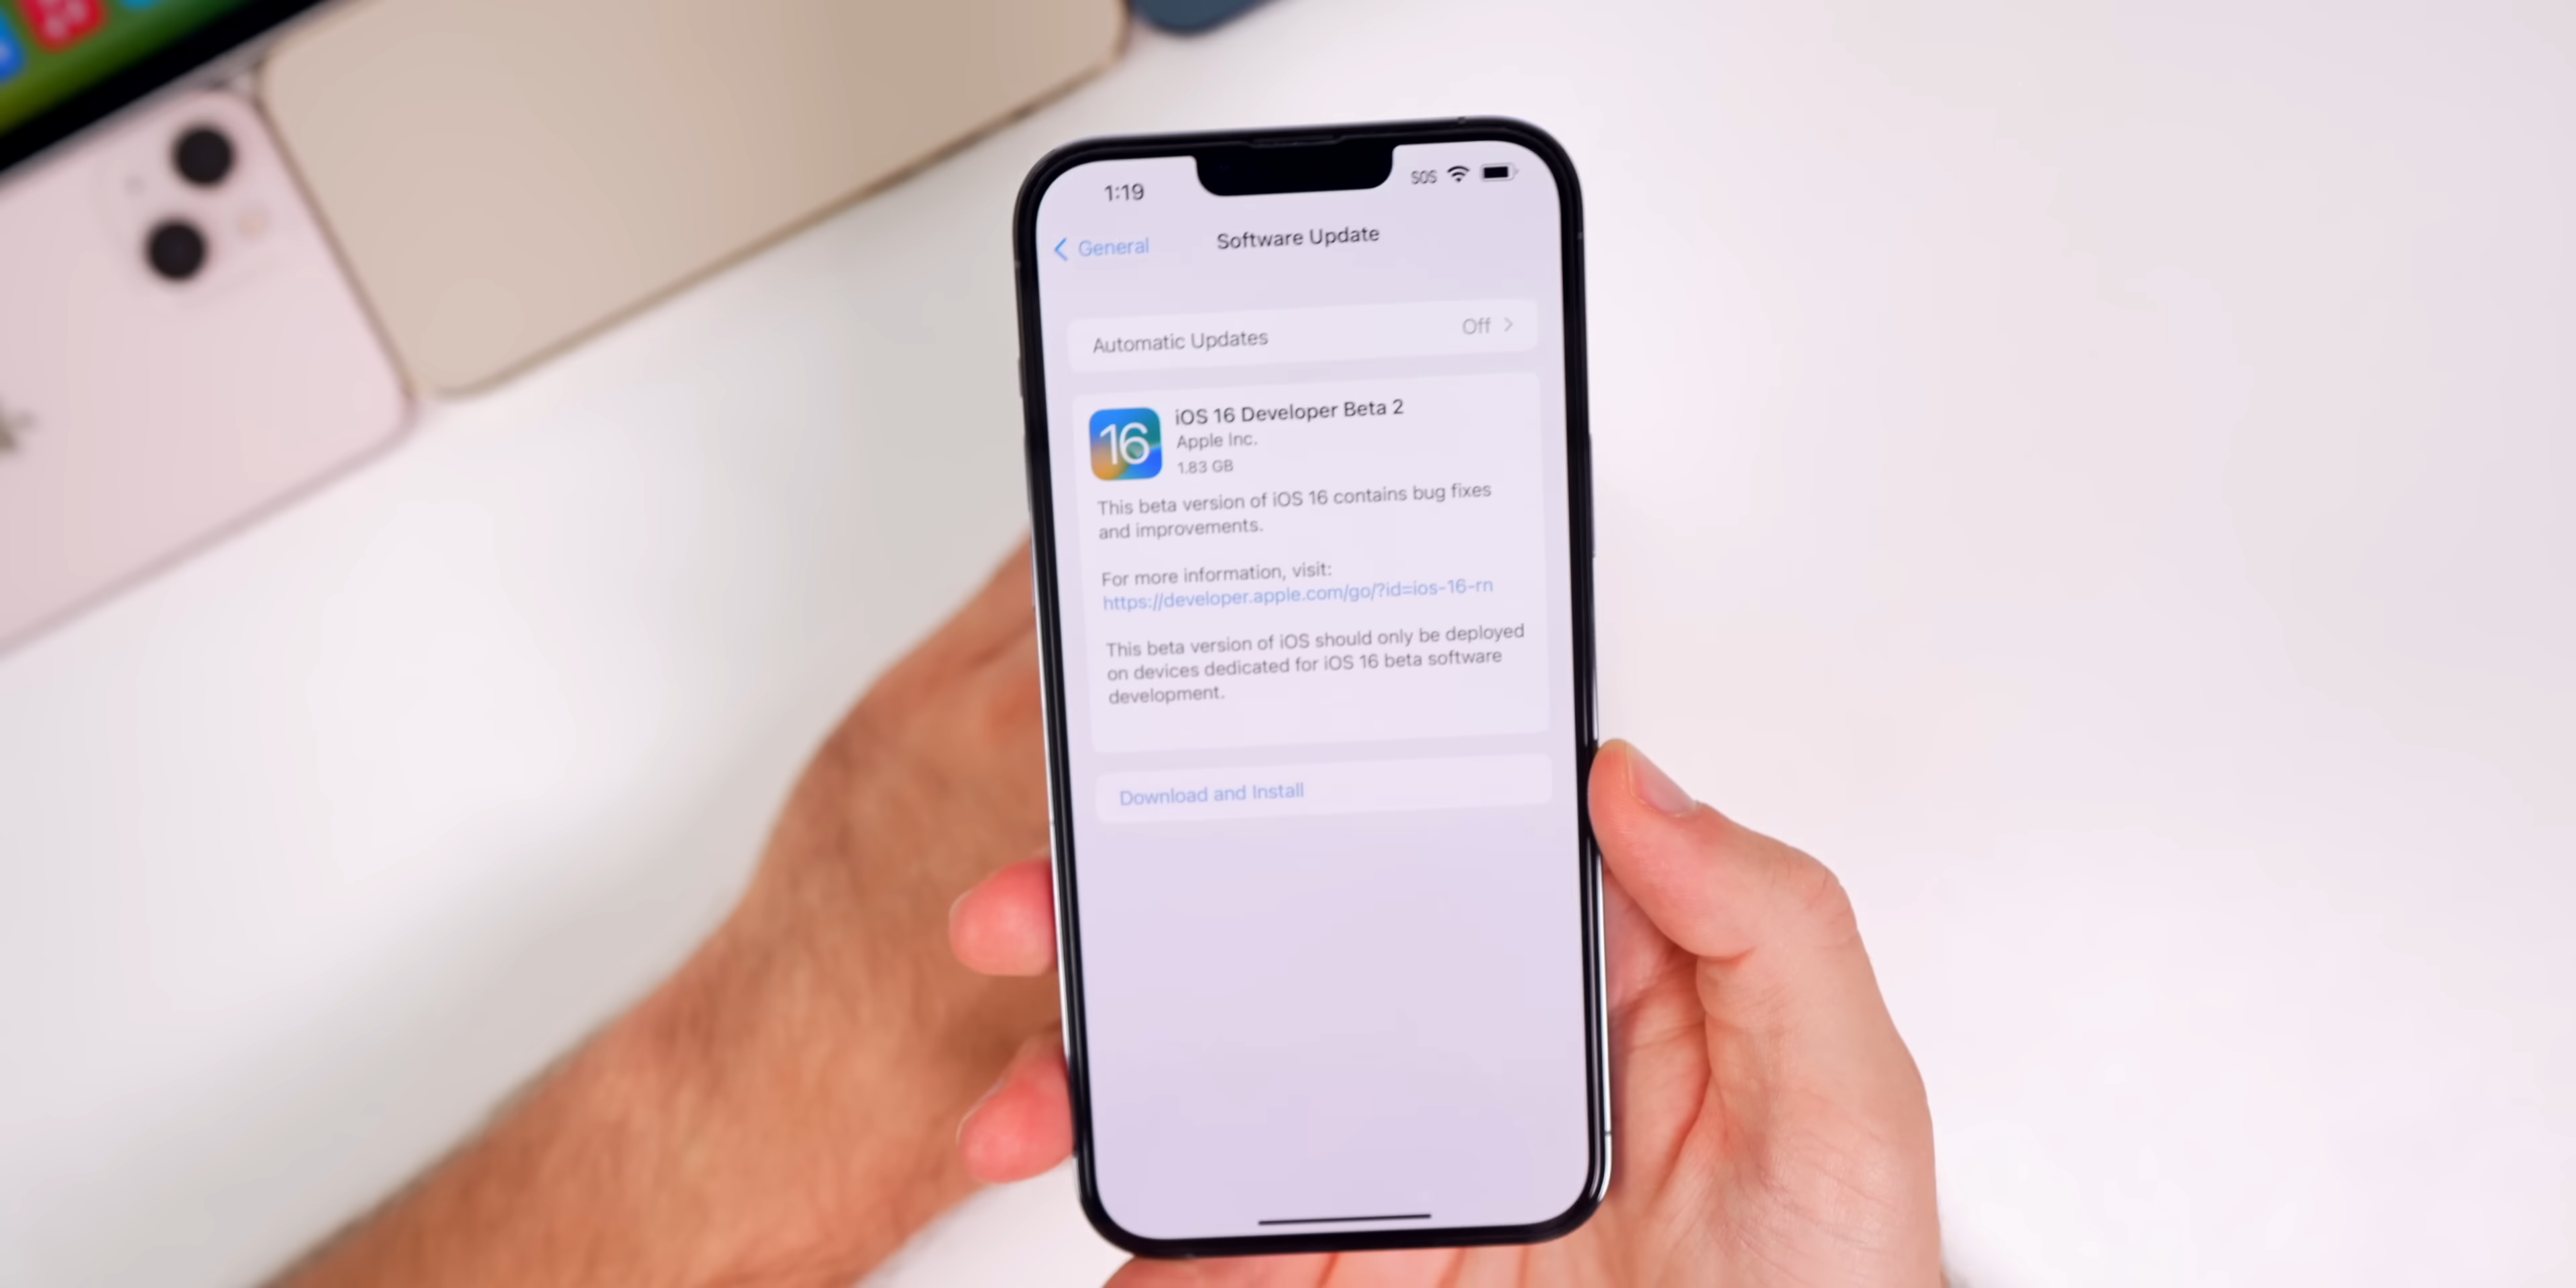 1:19
SOS
General
Software Update
Automatic Updates
Off
16
iOS 16 Developer Beta 2
Apple Inc.
1.83 GB
This beta version of iOS 16 contains bug fixes
and improvements.
For more information, visit:
https://developer.apple.com/go/?id=ios-16-rn
This beta version of iOS should only be deployed
on devices dedicated for iOS 16 beta software
development.
Download and Install